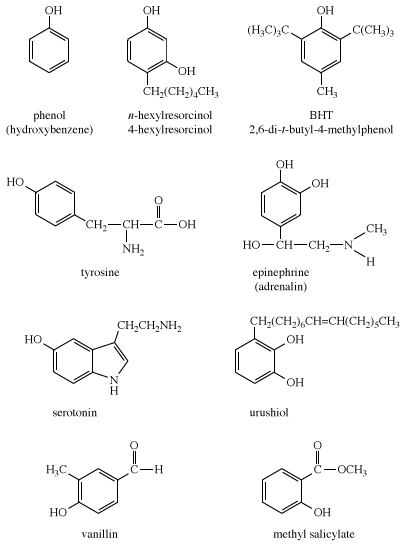 OH
OH
OH
CH₂(CH₂)₄CH₃
OH
(H₃C)₃C
C(CH₃)₃
CH₃
phenol
(hydroxybenzene)
n-hexylresorcinol
4-hexylresorcinol
BHT
2,6-di-t-butyl-4-methylphenol
HO
CH₂—CH—C—OH
O
NH₂
tyrosine
OH
OH
HO—CH—CH₂—N
CH₃
H
epinephrine
(adrenalin)
HO
CH₂CH₂NH₂
N
H
serotonin
CH₂(CH₂)₆CH=CH(CH₂)₅CH₃
OH
OH
urushiol
O
H₃C
C—H
HO
vanillin
O
C—OCH₃
OH
methyl salicylate